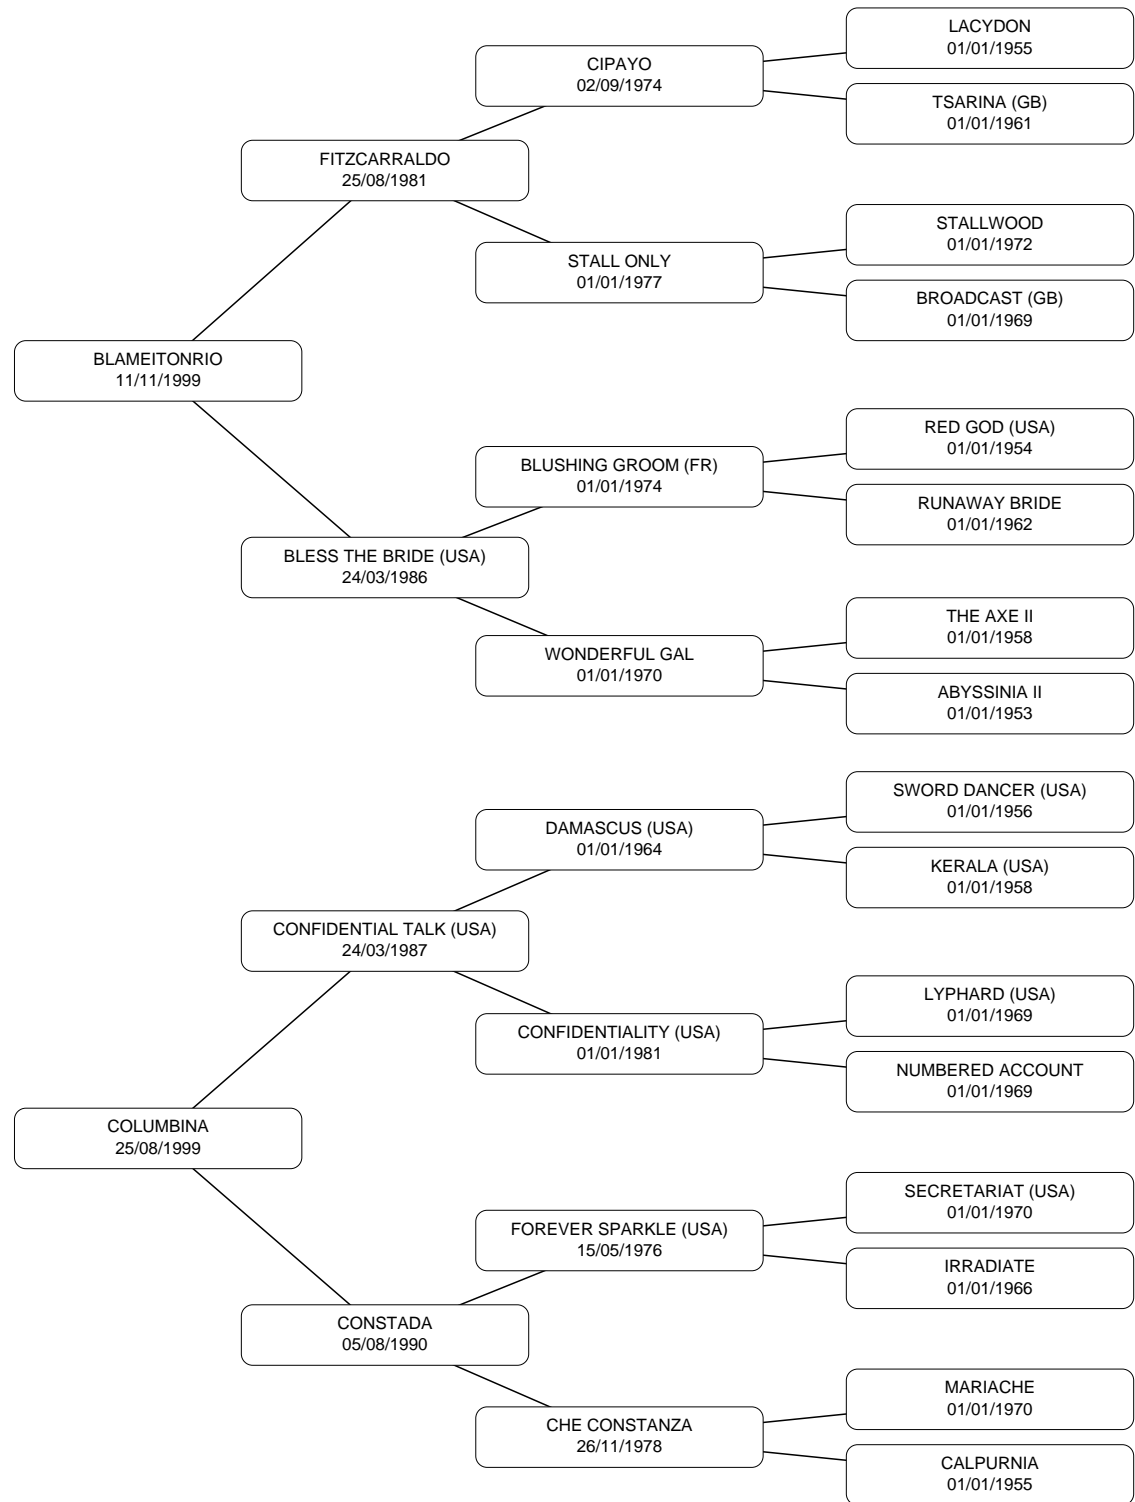 LACYDON
01/01/1955
CIPAYO
02/09/1974
TSARINA (GB)
01/01/1961
FITZCARRALDO
25/08/1981
STALLWOOD
01/01/1972
STALL ONLY
01/01/1977
BROADCAST (GB)
01/01/1969
BLAMEITONRIO
11/11/1999
RED GOD (USA)
01/01/1954
BLUSHING GROOM (FR)
01/01/1974
RUNAWAY BRIDE
01/01/1962
BLESS THE BRIDE (USA)
24/03/1986
THE AXE II
01/01/1958
WONDERFUL GAL
01/01/1970
ABYSSINIA II
01/01/1953
SWORD DANCER (USA)
01/01/1956
DAMASCUS (USA)
01/01/1964
KERALA (USA)
01/01/1958
CONFIDENTIAL TALK (USA)
24/03/1987
LYPHARD (USA)
01/01/1969
CONFIDENTIALITY (USA)
01/01/1981
NUMBERED ACCOUNT
01/01/1969
COLUMBINA
25/08/1999
SECRETARIAT (USA)
01/01/1970
FOREVER SPARKLE (USA)
15/05/1976
IRRADIATE
01/01/1966
CONSTADA
05/08/1990
MARIACHE
01/01/1970
CHE CONSTANZA
26/11/1978
CALPURNIA
01/01/1955